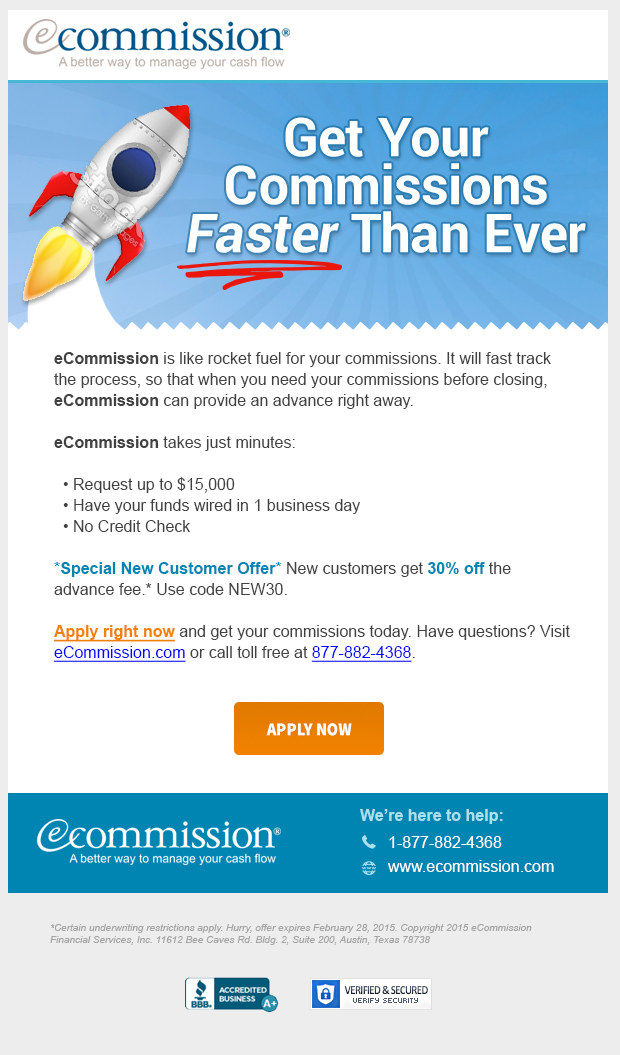 ecommission®
A better way to manage your cash flow
Get Your
Commissions
Faster Than Ever
eCommission is like rocket fuel for your commissions. It will fast track
the process, so that when you need your commissions before closing,
eCommission can provide an advance right away.
eCommission takes just minutes:
• Request up to $15,000
• Have your funds wired in 1 business day
• No Credit Check
*Special New Customer Offer* New customers get 30% off the
advance fee.* Use code NEW30.
Apply right now and get your commissions today. Have questions? Visit
eCommission.com or call toll free at 877-882-4368.
APPLY NOW
ecommission®
A better way to manage your cash flow
We're here to help:
1-877-882-4368
www.ecommission.com
*Certain underwriting restrictions apply. Hurry, offer expires February 28, 2015. Copyright 2015 eCommission
Financial Services, Inc. 11612 Bee Caves Rd. Bldg. 2, Suite 200, Austin, Texas 78738
BBB.
ACCREDITED
BUSINESS
A+
VERIFIED & SECURED
VERIFY SECURITY